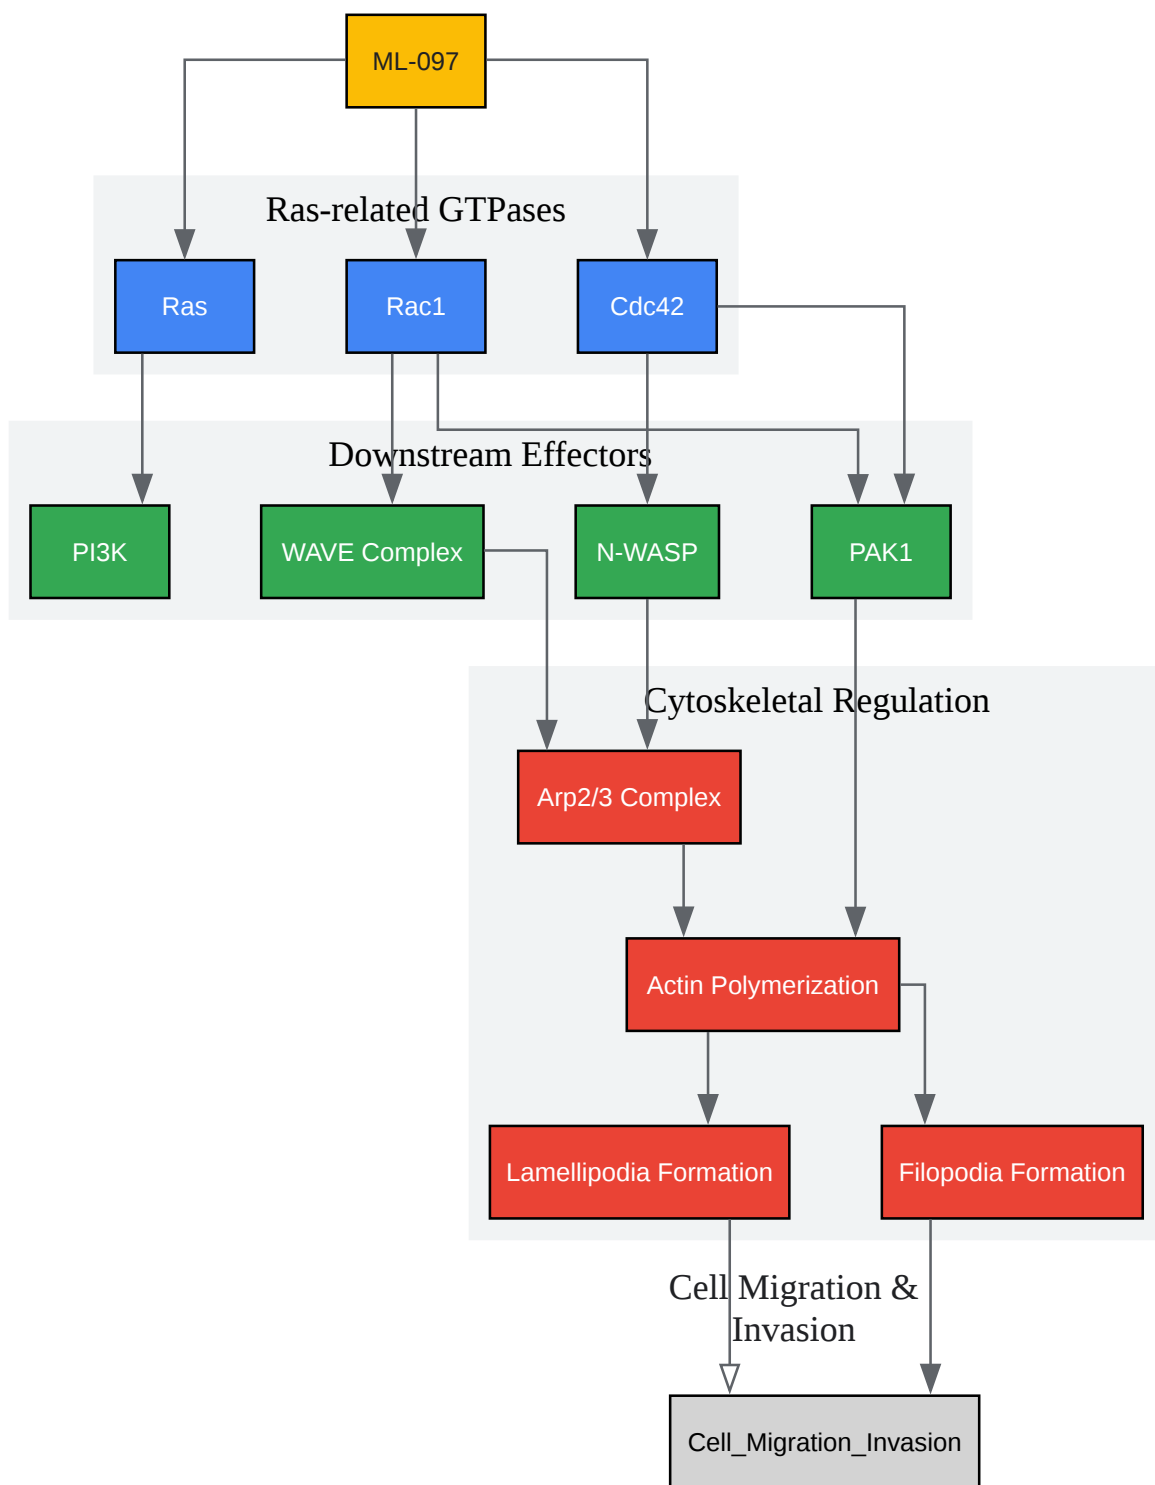 ML-097
Ras-related GTPases
Ras
Rac1
Cdc42
Downstream Effectors
PI3K
WAVE Complex
N-WASP
PAK1
Cytoskeletal Regulation
Arp2/3 Complex
Actin Polymerization
Lamellipodia Formation
Filopodia Formation
Cell Migration &
Invasion
Cell_Migration_Invasion